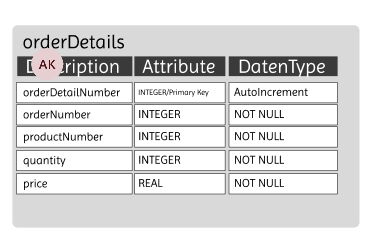 orderDetails
AK
Attribute DatenType
orderDetailNumber INTEGER/Primary Key AutoIncrement
orderNumber INTEGER NOT NULL
productNumber INTEGER NOT NULL
quantity INTEGER NOT NULL
price REAL NOT NULL